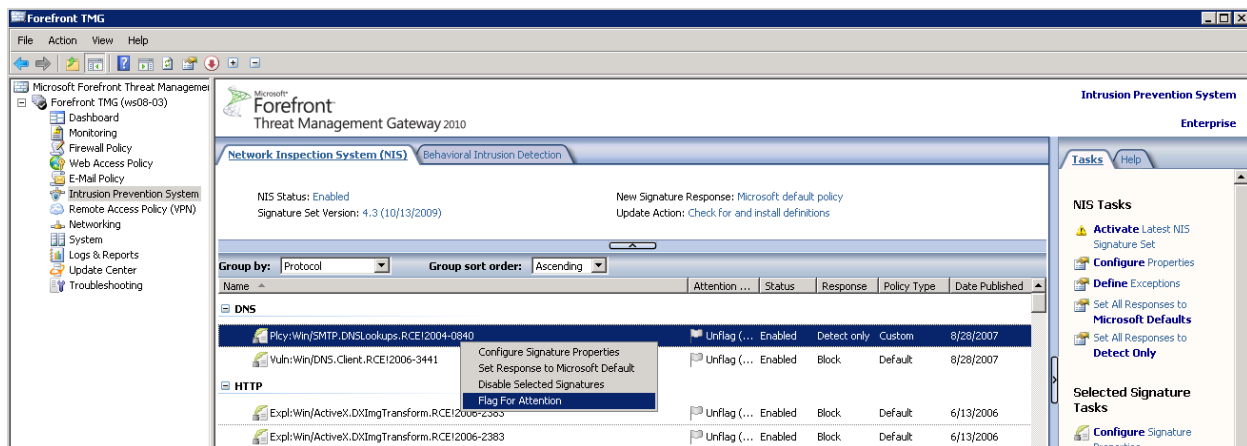 Forefront TMG
File Action View Help
Microsoft Forefront Threat Managemen
Forefront TMG (ws08-03)
Dashboard
Monitoring
Firewall Policy
Web Access Policy
E-Mail Policy
Intrusion Prevention System
Remote Access Policy (VPN)
Networking
System
Logs & Reports
Update Center
Troubleshooting
Microsoft®
Forefront™
Threat Management Gateway 2010
Intrusion Prevention System
Enterprise
Network Inspection System (NIS) Behavioral Intrusion Detection
NIS Status: Enabled New Signature Response: Microsoft default policy
Signature Set Version: 4.3 (10/13/2009) Update Action: Check for and install definitions
Group by: Protocol Group sort order: Ascending
Name Attention ... Status Response Policy Type Date Published
DNS
Plcy:Win/SMTP.DNSLookups.RCE!2004-0840 Unflag (... Enabled Detect only Custom 8/28/2007
Vuln:Win/DNS.Client.RCE!2006-3441 Unflag (... Enabled Block Default 8/28/2007
HTTP
Expl:Win/ActiveX.DXImgTransform.RCE!2006-2383 Unflag (... Enabled Block Default 6/13/2006
Expl:Win/ActiveX.DXImgTransform.RCE!2006-2383 Unflag (... Enabled Block Default 6/13/2006
Configure Signature Properties
Set Response to Microsoft Default
Disable Selected Signatures
Flag For Attention
Tasks Help
NIS Tasks
Activate Latest NIS
Signature Set
Configure Properties
Define Exceptions
Set All Responses to
Microsoft Defaults
Set All Responses to
Detect Only
Selected Signature
Tasks
Configure Signature